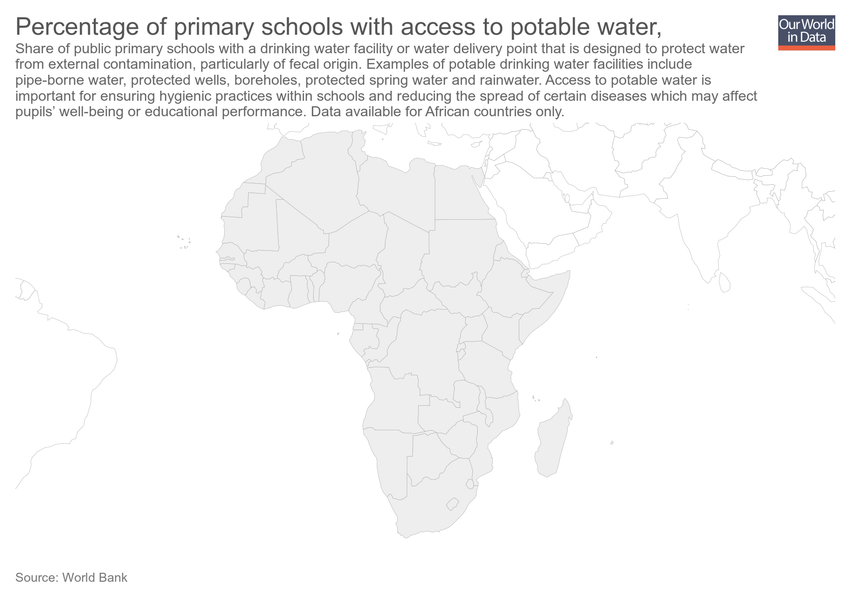 Percentage of primary schools with access to potable water,
Our World
in Data
Share of public primary schools with a drinking water facility or water delivery point that is designed to protect water
from external contamination, particularly of fecal origin. Examples of potable drinking water facilities include
pipe-borne water, protected wells, boreholes, protected spring water and rainwater. Access to potable water is
important for ensuring hygienic practices within schools and reducing the spread of certain diseases which may affect
pupils’ well-being or educational performance. Data available for African countries only.
Source: World Bank